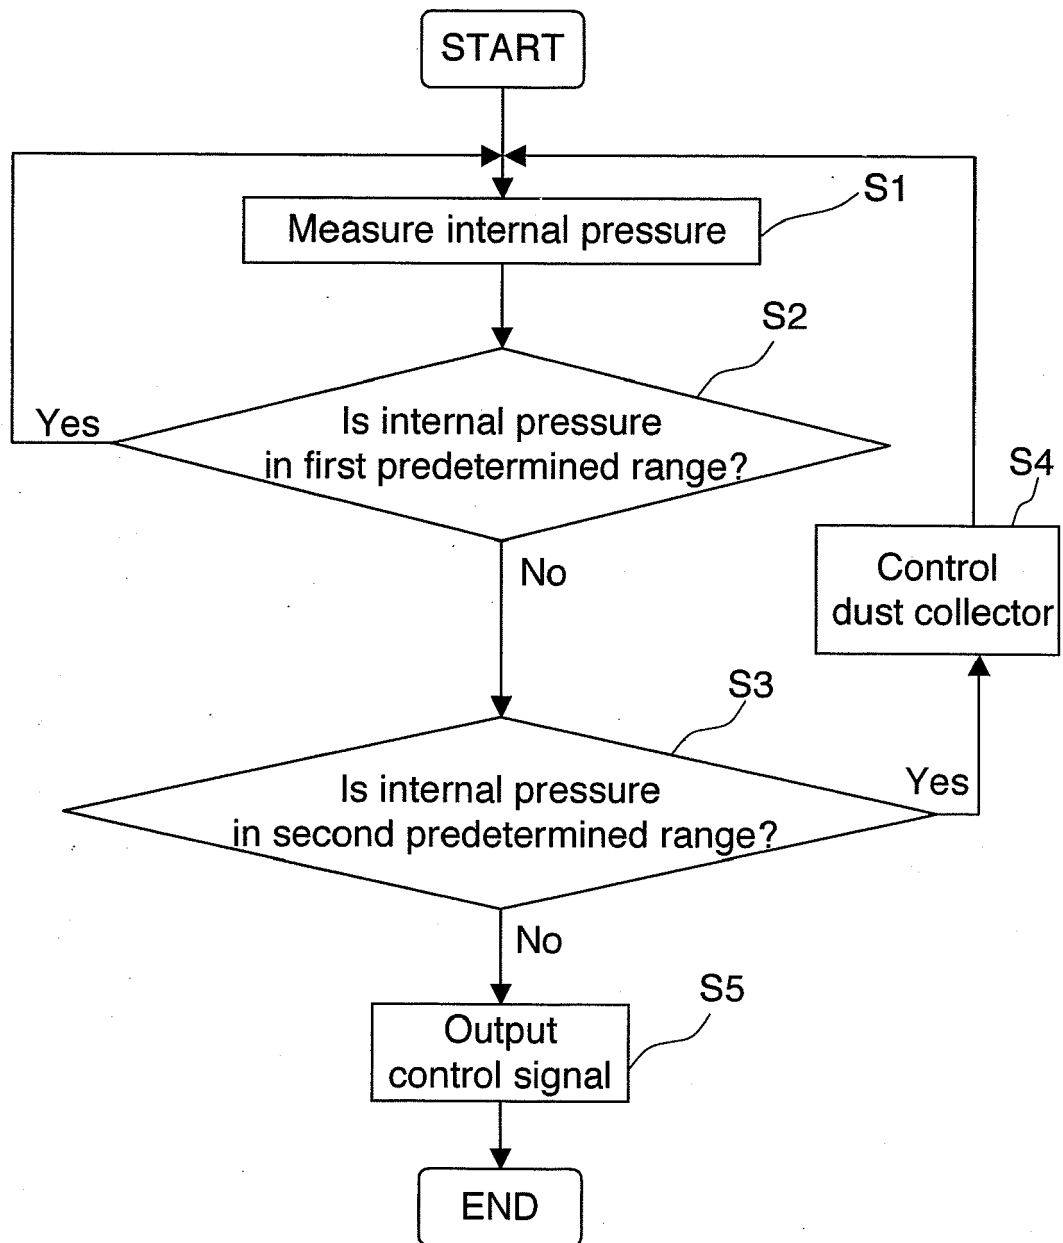 START
S1
Measure internal pressure
S2
Yes
Is internal pressure
in first predetermined range?
S4
No
Control
dust collector
S3
Is internal pressure
in second predetermined range?
Yes
No
S5
Output
control signal
END